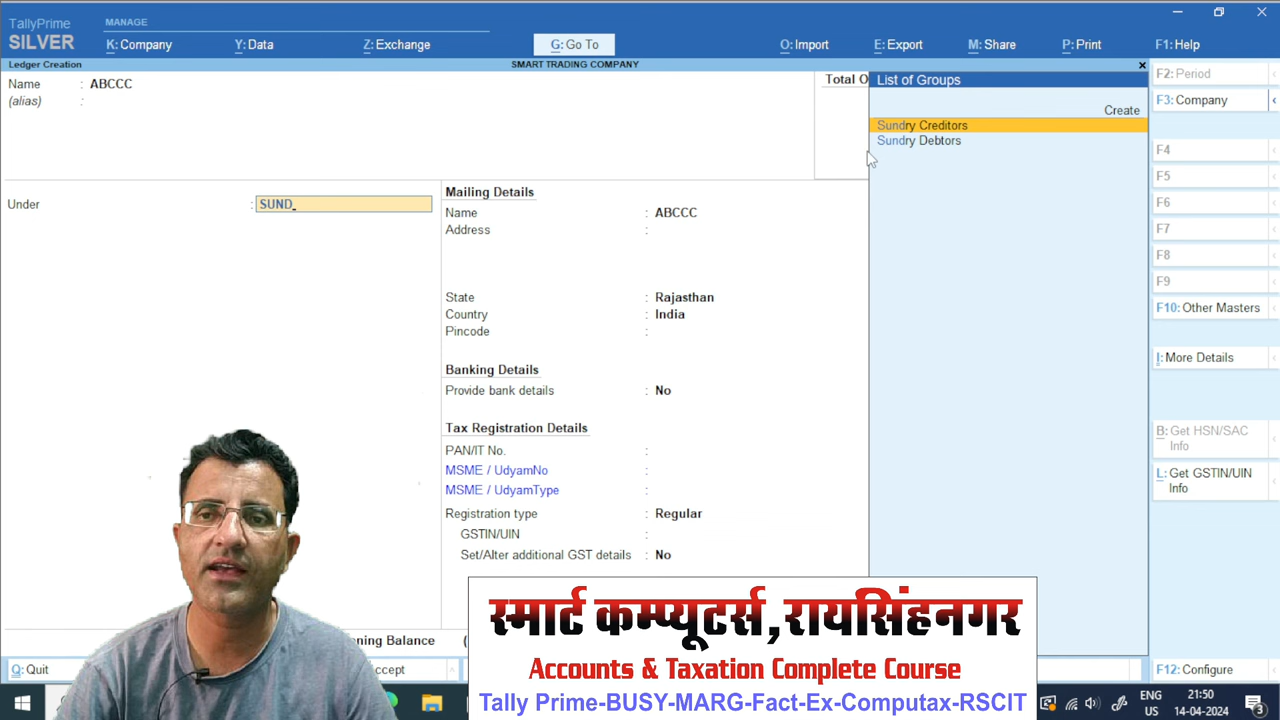 TallyPrime
SILVER
MANAGE
K: Company
Y: Data
Z: Exchange
G: Go To
O: Import
E: Export
M: Share
P: Print
F1: Help
Ledger Creation
SMART TRADING COMPANY
Name : ABCCC
(alias) :
Total O
List of Groups
Create
Sundry Creditors
Sundry Debtors
Under : SUND_
Mailing Details
Name : ABCCC
Address :
State : Rajasthan
Country : India
Pincode :
Banking Details
Provide bank details : No
Tax Registration Details
PAN/IT No. :
MSME / UdyamNo :
MSME / UdyamType :
Registration type : Regular
GSTIN/UIN :
Set/Alter additional GST details : No
F2: Period
F3: Company
F4
F5
F6
F7
F8
F9
F10: Other Masters
I: More Details
B: Get HSN/SAC
Info
L: Get GSTIN/UIN
Info
F12: Configure
ning Balance
Q: Quit
ccept
स्मार्ट कम्प्यूटर्स,रायसिंहनगर
Accounts & Taxation Complete Course
Tally Prime-BUSY-MARG-Fact-Ex-Computax-RSCIT
ENG
US
21:50
14-04-2024
3